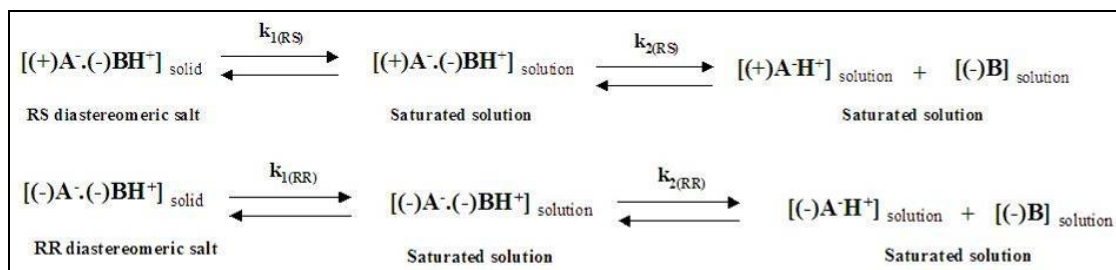 k1(RS) k2(RS)
[(+)A-.(-)BH+] solid [(+)A-.(-)BH+] solution [(+)A-H+] solution + [(-)B] solution
RS diastereomeric salt Saturated solution Saturated solution
k1(RR) k2(RR)
[(-)A-.(-)BH+] solid [(-)A-.(-)BH+] solution [(-)A-H+] solution + [(-)B] solution
RR diastereomeric salt Saturated solution Saturated solution